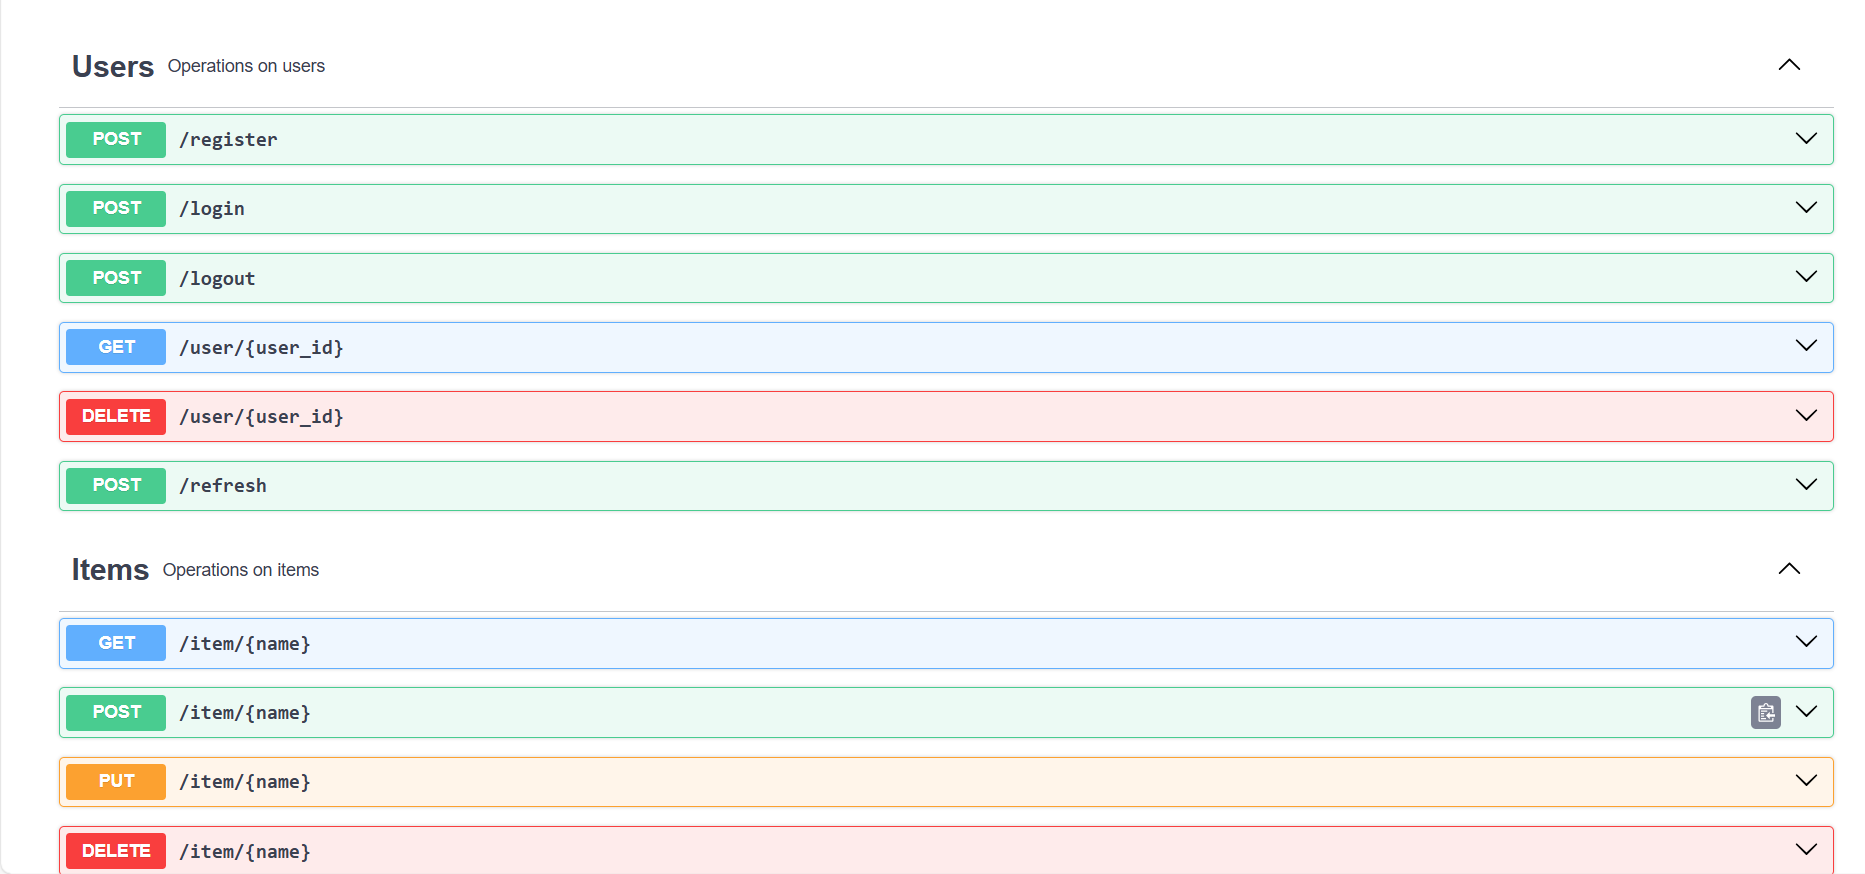 Users Operations on users
POST /register
POST /login
POST /logout
GET /user/{user_id}
DELETE /user/{user_id}
POST /refresh
Items Operations on items
GET /item/{name}
POST /item/{name}
PUT /item/{name}
DELETE /item/{name}